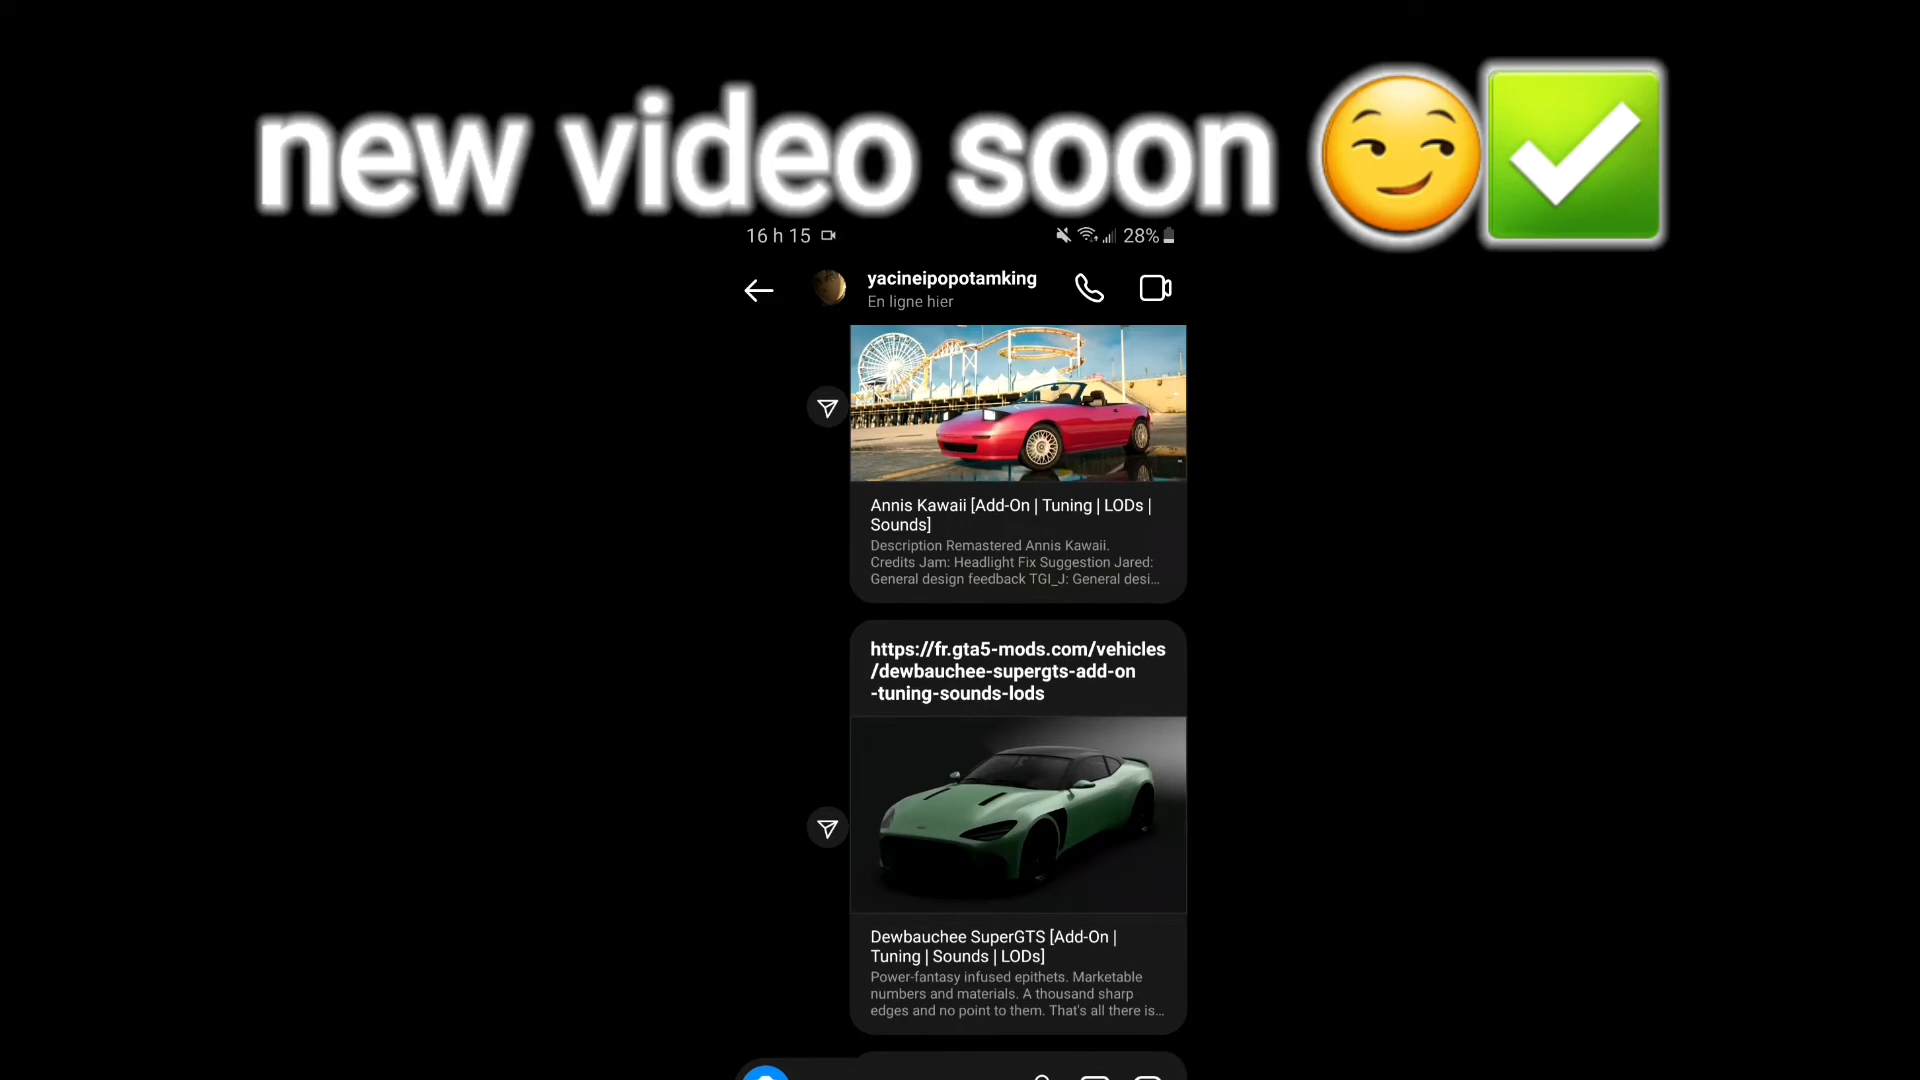 new video soon 😏✅
16 h 15
28%
yacineipopotamking
En ligne hier
Annis Kawaii [Add-On | Tuning | LODs |
Sounds]
Description Remastered Annis Kawaii.
Credits Jam: Headlight Fix Suggestion Jared:
General design feedback TGI_J: General desi...
https://fr.gta5-mods.com/vehicles
/dewbauchee-supergts-add-on
-tuning-sounds-lods
Dewbauchee SuperGTS [Add-On |
Tuning | Sounds | LODs]
Power-fantasy infused epithets. Marketable
numbers and materials. A thousand sharp
edges and no point to them. That's all there is...